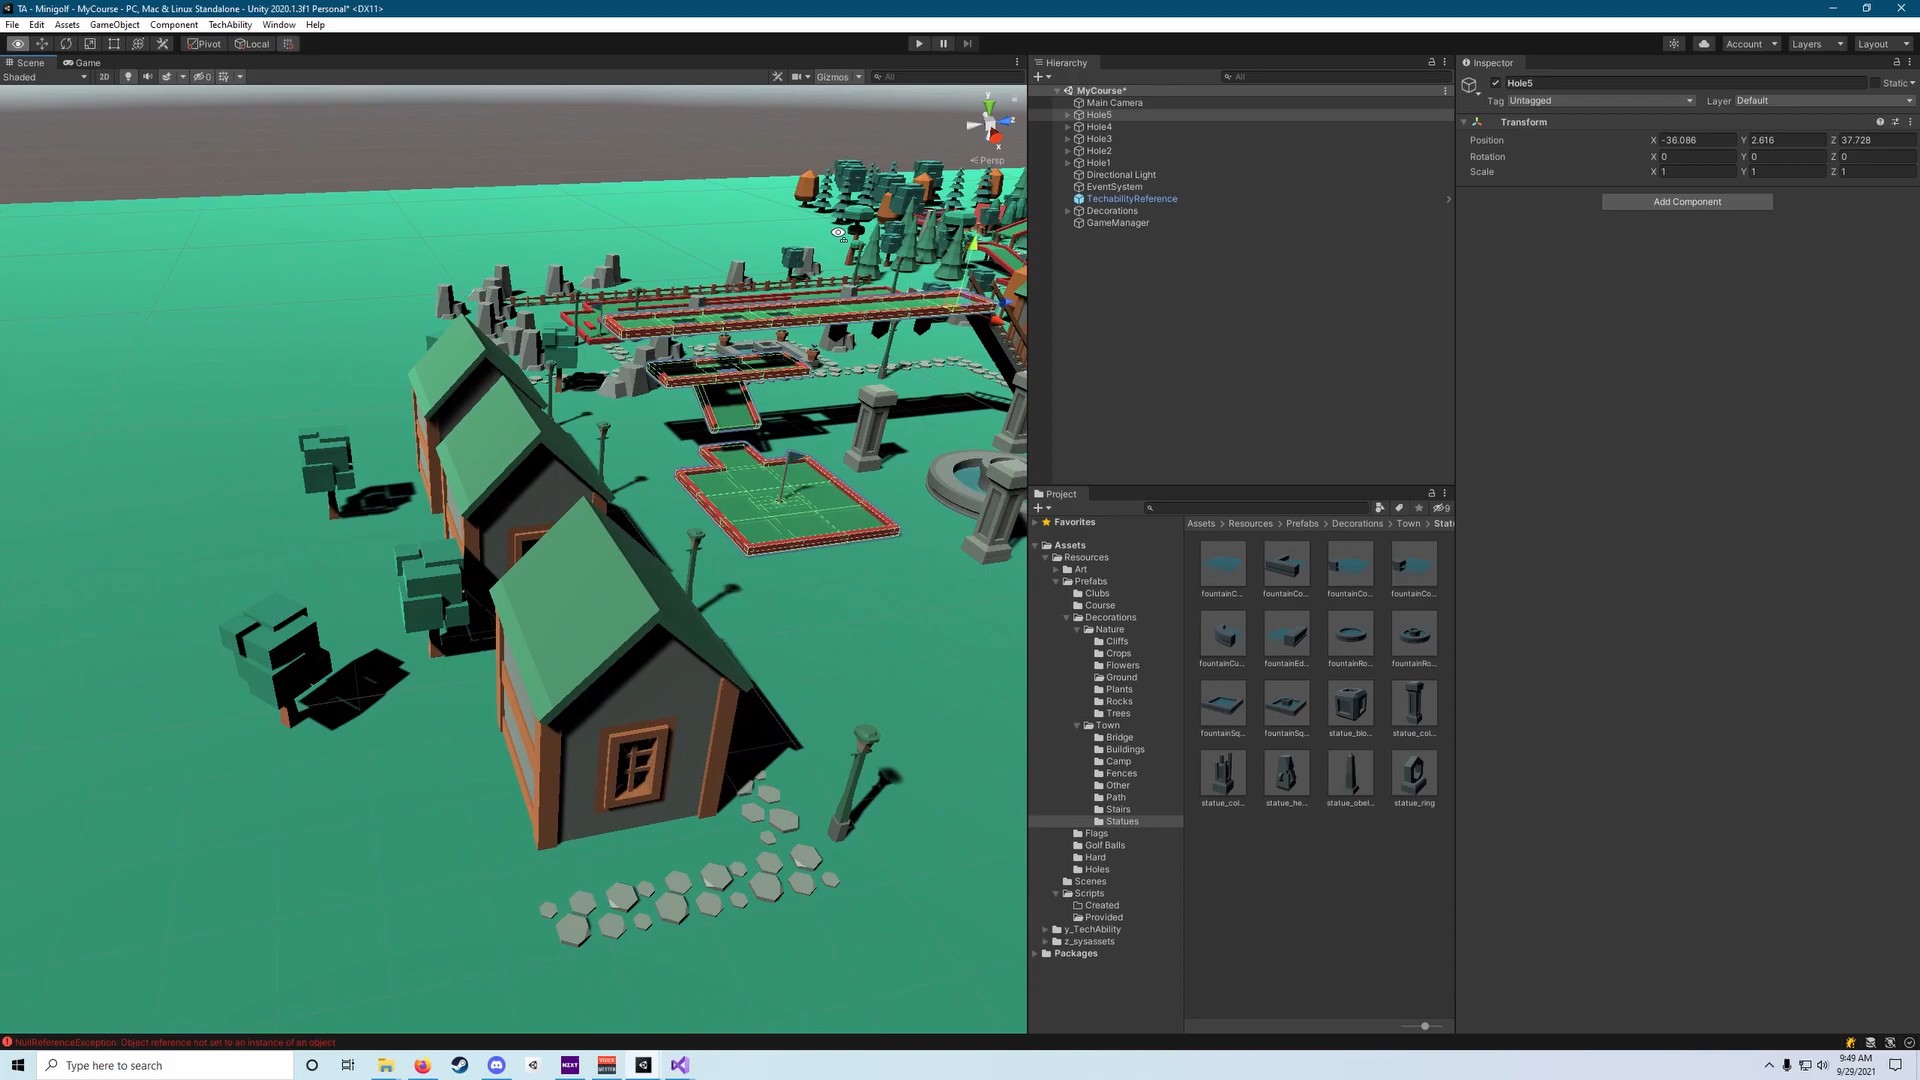 TA - Minigolf - MyCourse - PC, Mac & Linux Standalone - Unity 2020.1.3f1 Personal* <DX11>
File Edit Assets GameObject Component TechAbility Window Help
Pivot Local Account Layers Layout
Scene Game
Shaded 2D 0 Gizmos All
y
z
x
Persp
Hierarchy
All
MyCourse*
Main Camera
Hole5
Hole4
Hole3
Hole2
Hole1
Directional Light
EventSystem
TechabilityReference
Decorations
GameManager
Project
9
Favorites
Assets
Resources
Art
Prefabs
Clubs
Course
Decorations
Nature
Cliffs
Crops
Flowers
Ground
Plants
Rocks
Trees
Town
Bridge
Buildings
Camp
Fences
Other
Path
Stairs
Statues
Flags
Golf Balls
Hard
Holes
Scenes
Scripts
Created
Provided
y_TechAbility
z_sysassets
Packages
Assets > Resources > Prefabs > Decorations > Town > Stat
fountainC... fountainCo... fountainCo... fountainCo...
fountainCu... fountainEd... fountainRo... fountainRo...
fountainSq... fountainSq... statue_blo... statue_col...
statue_col... statue_he... statue_obel... statue_ring
Inspector
Hole5 Static
Tag Untagged Layer Default
Transform
Position X -36.086 Y 2.616 Z 37.728
Rotation X 0 Y 0 Z 0
Scale X 1 Y 1 Z 1
Add Component
NullReferenceException: Object reference not set to an instance of an object
Type here to search
NZXT
9:49 AM
9/29/2021